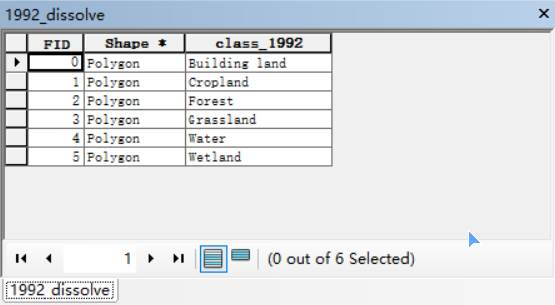 1992_dissolve
FID Shape * class_1992
0 Polygon Building land
1 Polygon Cropland
2 Polygon Forest
3 Polygon Grassland
4 Polygon Water
5 Polygon Wetland
1 (0 out of 6 Selected)
1992_dissolve